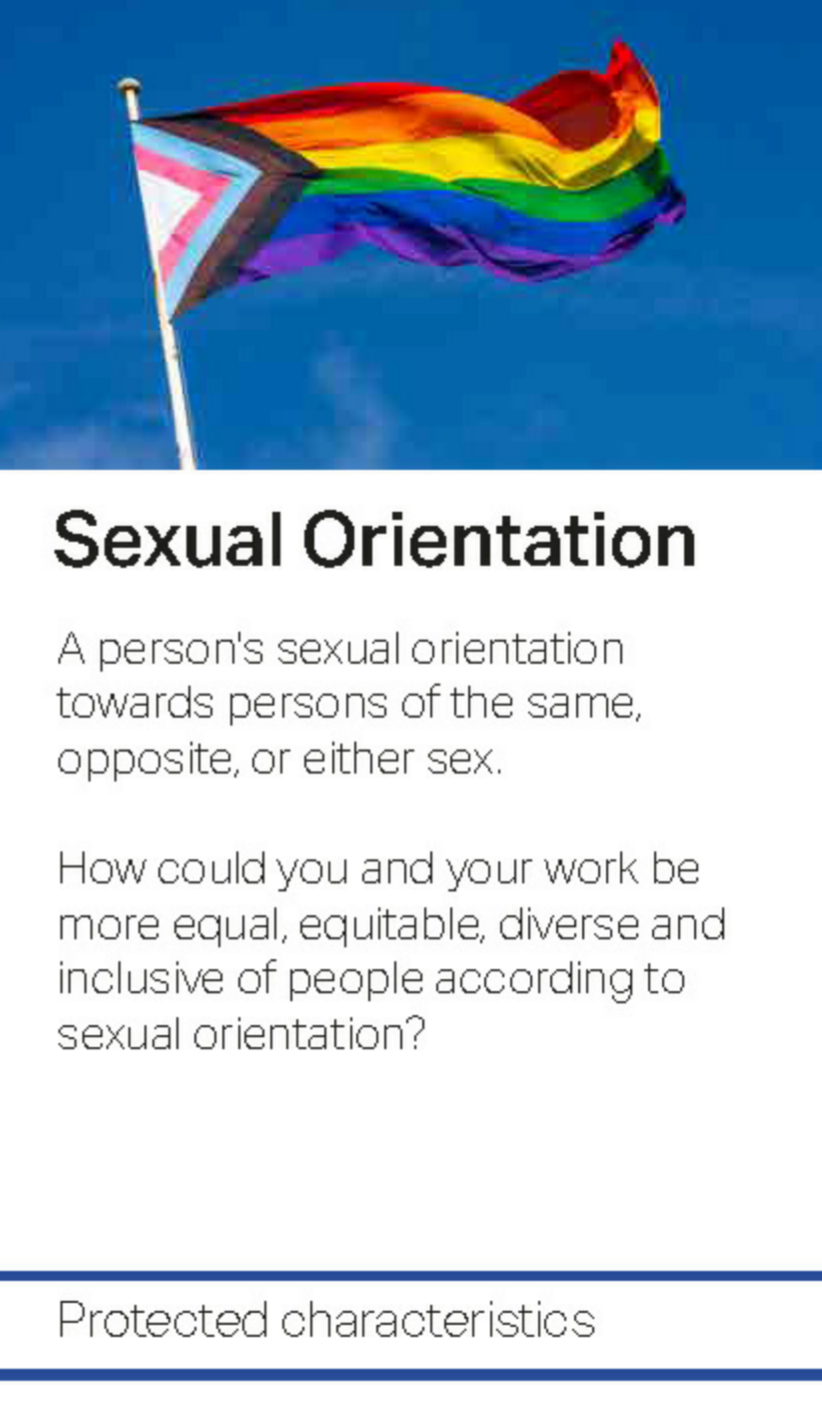 Sexual Orientation
A person's sexual orientation
towards persons of the same,
opposite, or either sex.
How could you and your work be
more equal, equitable, diverse and
inclusive of people according to
sexual orientation?
Protected characteristics